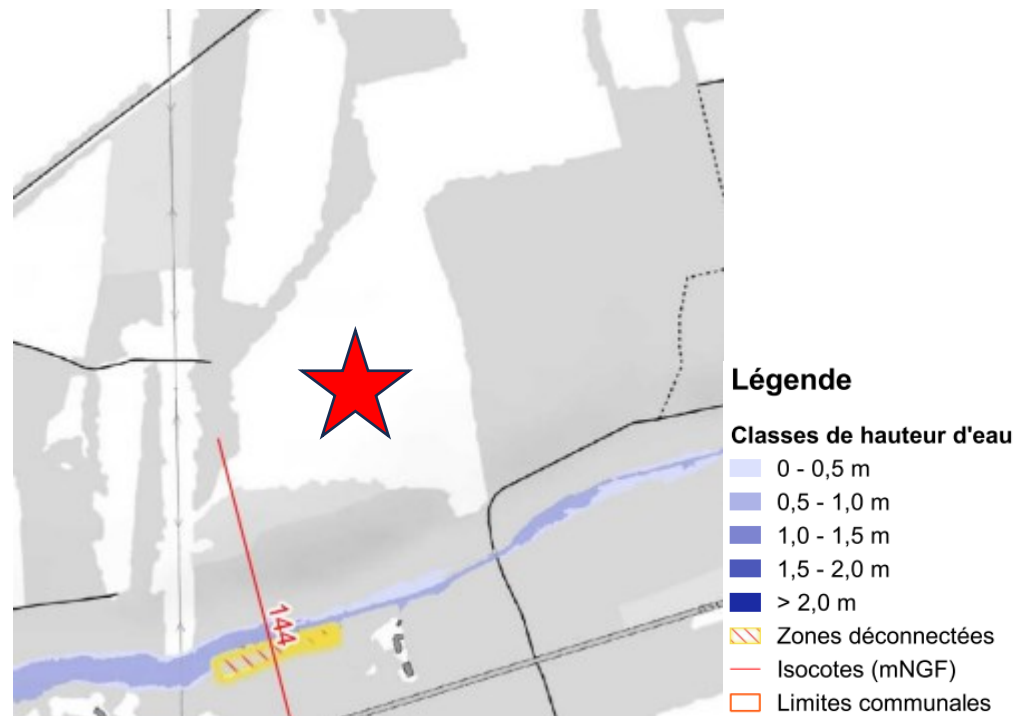 144
Légende
Classes de hauteur d'eau
0 - 0,5 m
0,5 - 1,0 m
1,0 - 1,5 m
1,5 - 2,0 m
> 2,0 m
Zones déconnectées
Isocotes (mNGF)
Limites communales